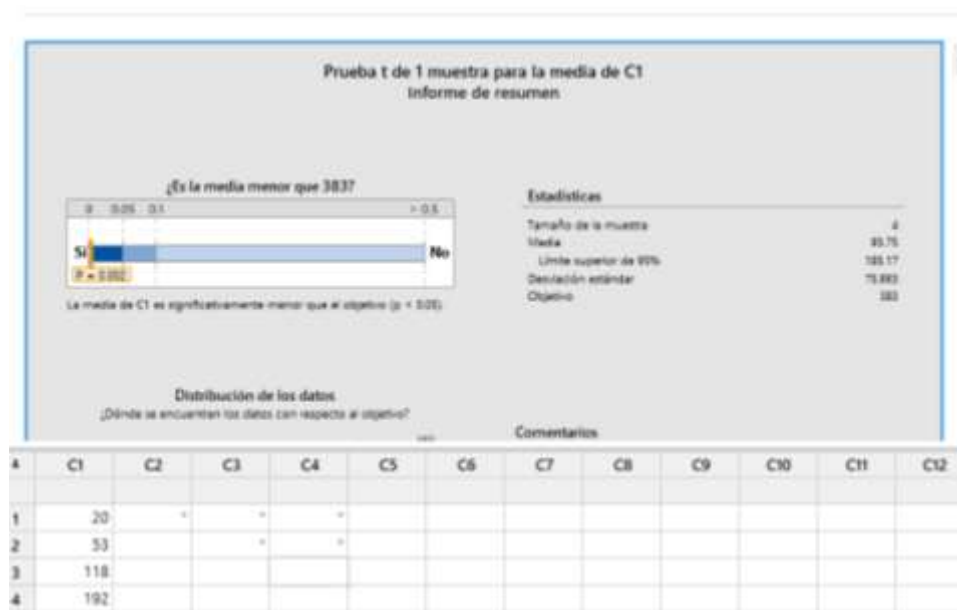 Prueba t de 1 muestra para la media de C1
Informe de resumen
¿Es la media menor que 383?
0 0.05 0.1 > 0.5
Sí No
P = 0.002
La media de C1 es significativamente menor que el objetivo (p < 0.05).
Estadísticas
Tamaño de la muestra 4
Media 95.75
Límite superior de 95% 185.17
Desviación estándar 75.993
Objetivo 383
Distribución de los datos
¿Dónde se encuentran los datos con respecto al objetivo?
Comentarios
C1 C2 C3 C4 C5 C6 C7 C8 C9 C10 C11 C12
1 20 * * *
2 53 * *
3 118
4 192